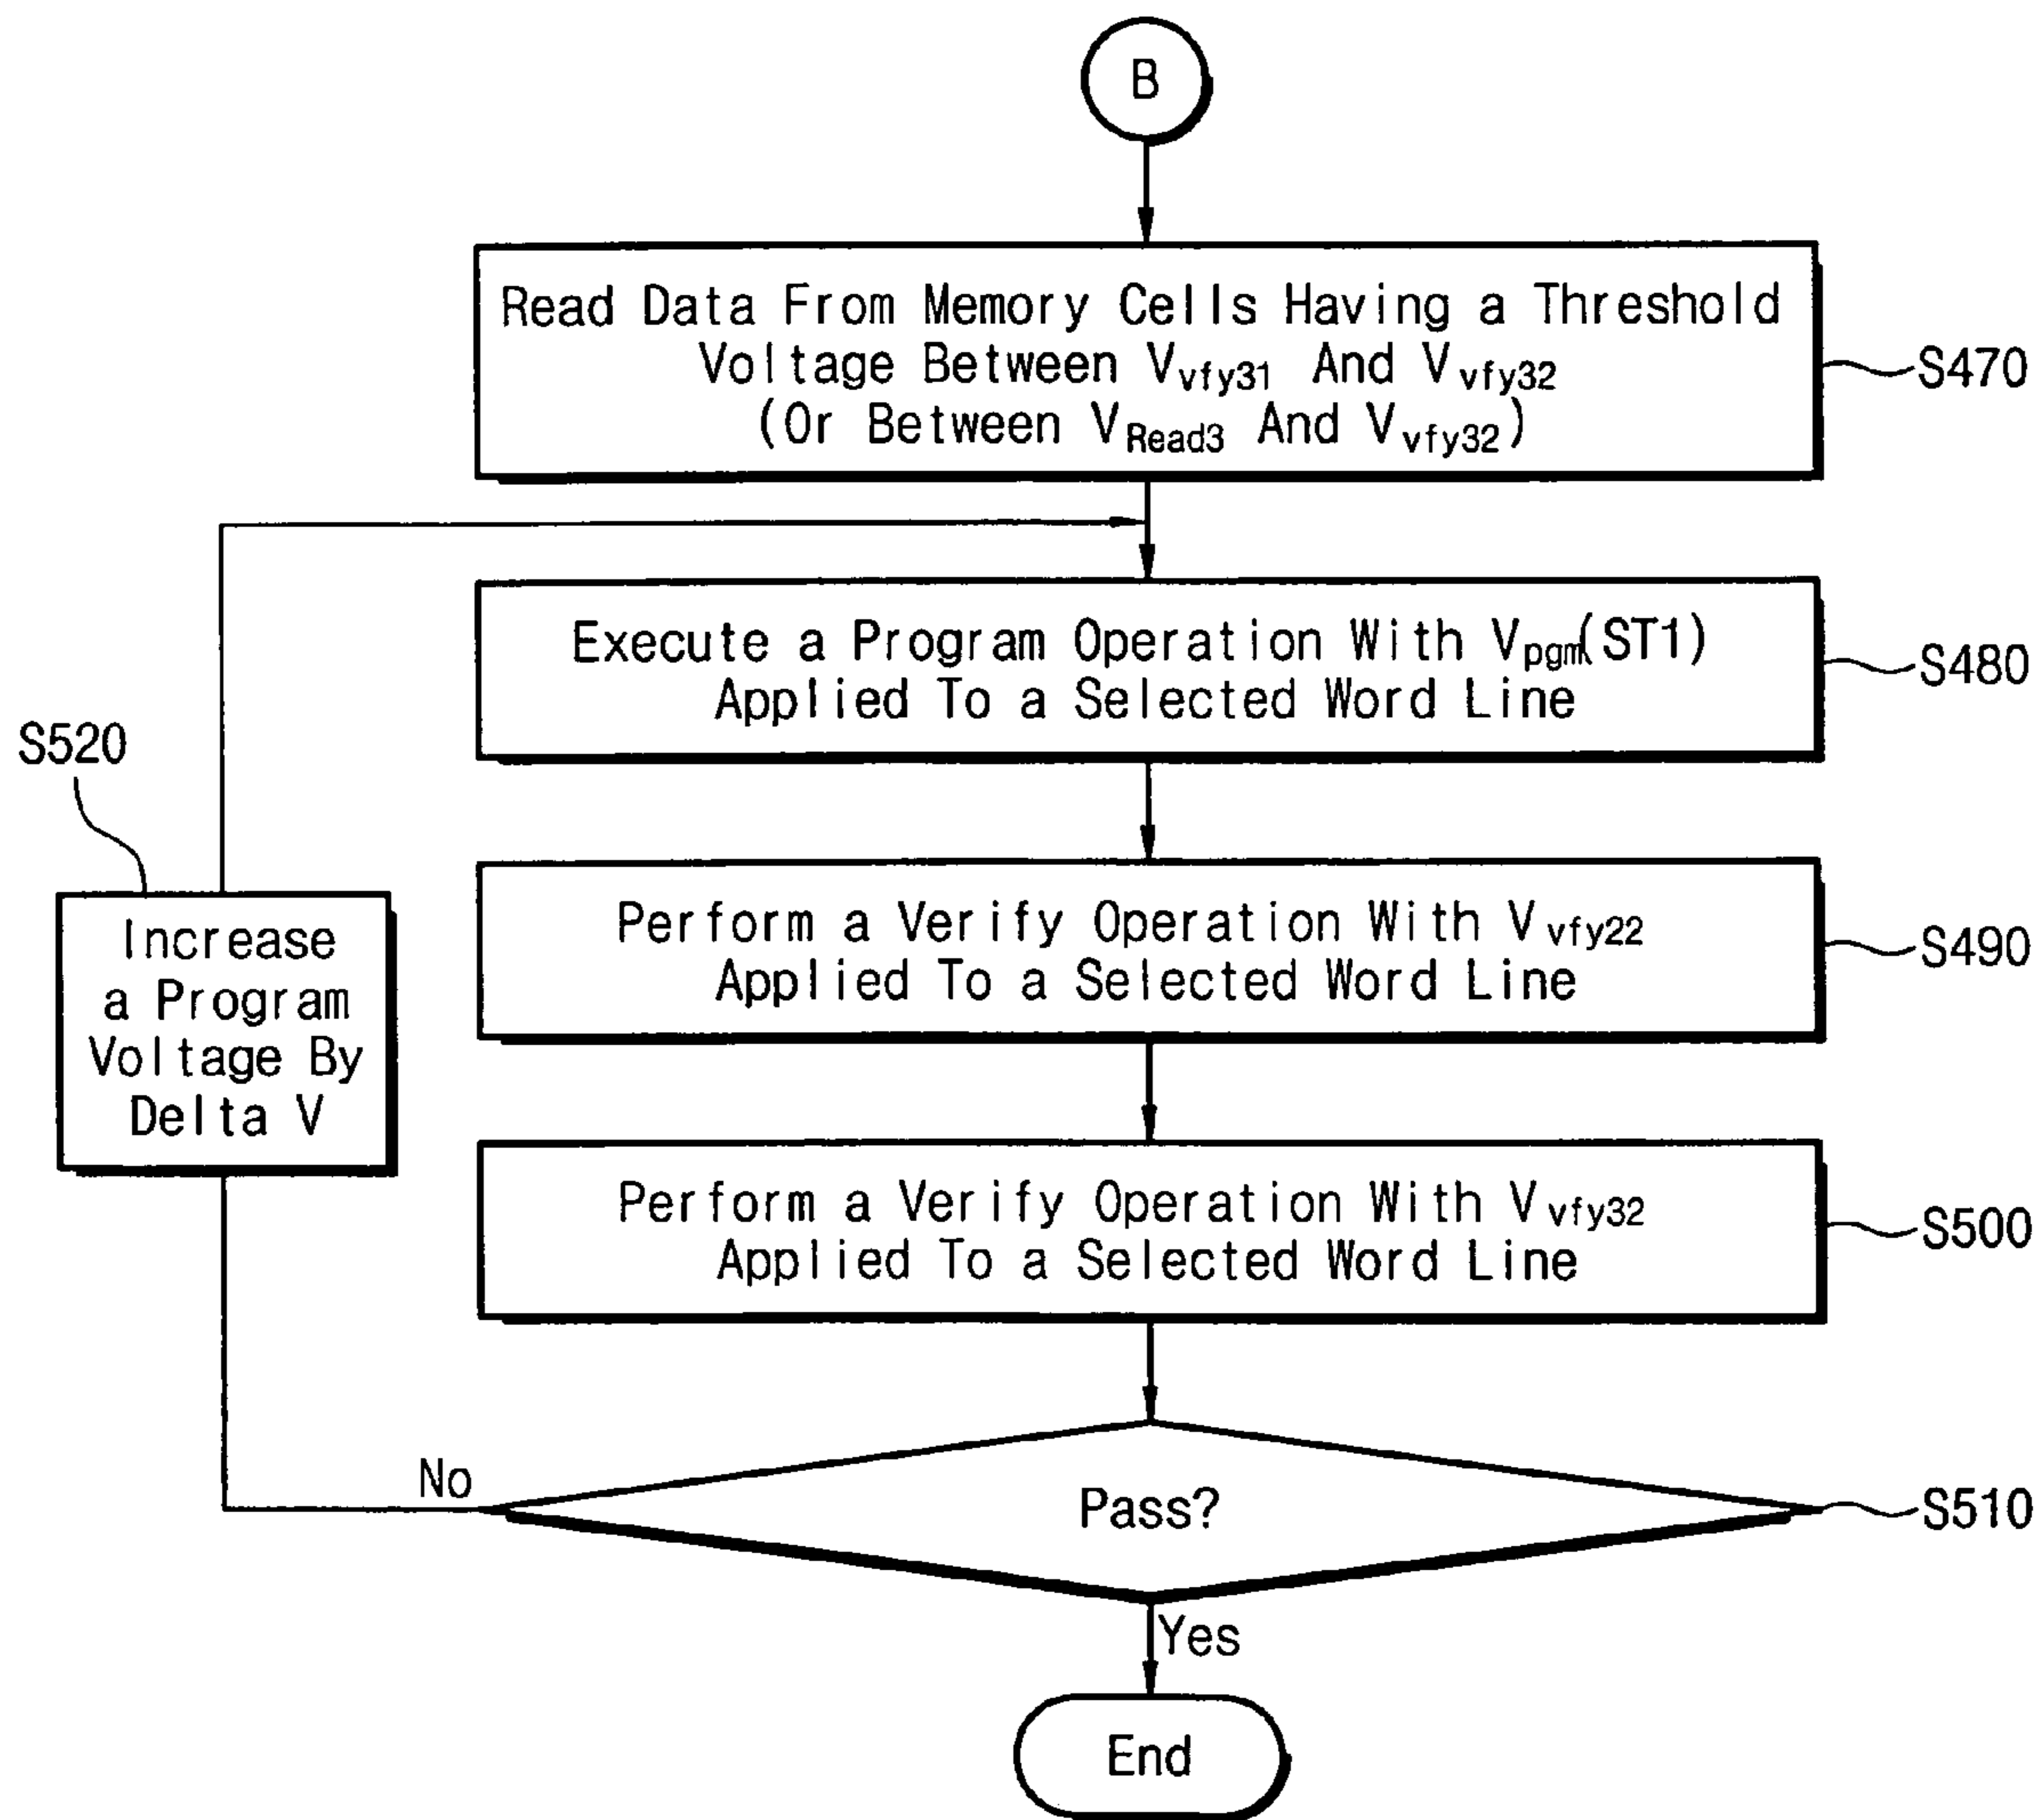 B
Read Data From Memory Cells Having a Threshold
Voltage Between Vvfy31 And Vvfy32
(Or Between VRead3 And Vvfy32)
S470
Execute a Program Operation With Vpgm(ST1)
Applied To a Selected Word Line
S480
S520
Increase
a Program
Voltage By
Delta V
Perform a Verify Operation With Vvfy22
Applied To a Selected Word Line
S490
Perform a Verify Operation With Vvfy32
Applied To a Selected Word Line
S500
No
Pass?
S510
Yes
End